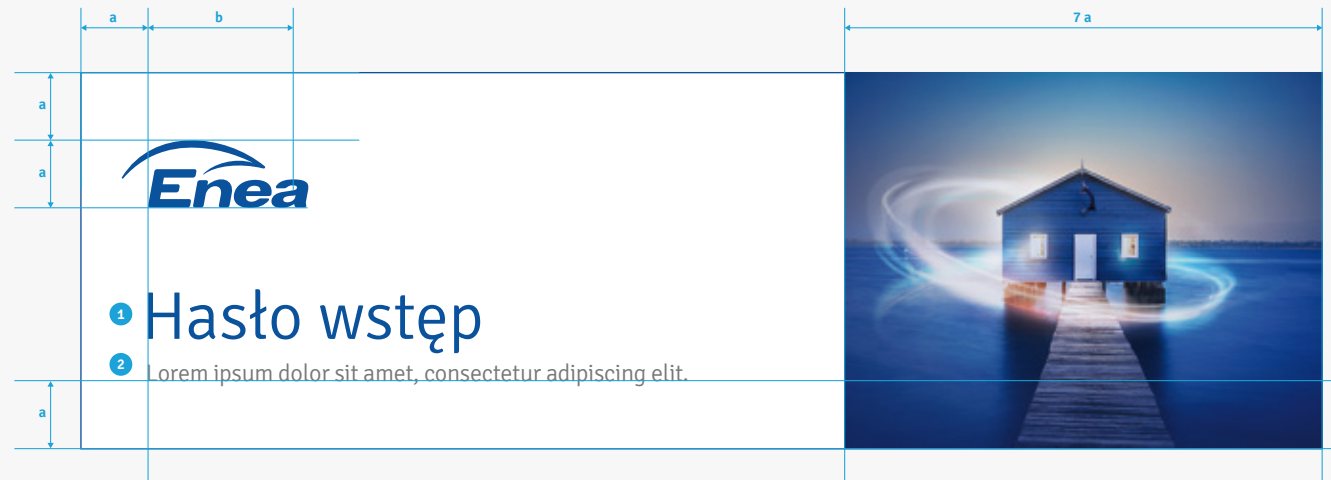 a b 7 a
a
a
Enea
1 Hasło wstęp
2 Lorem ipsum dolor sit amet, consectetur adipiscing elit.
a